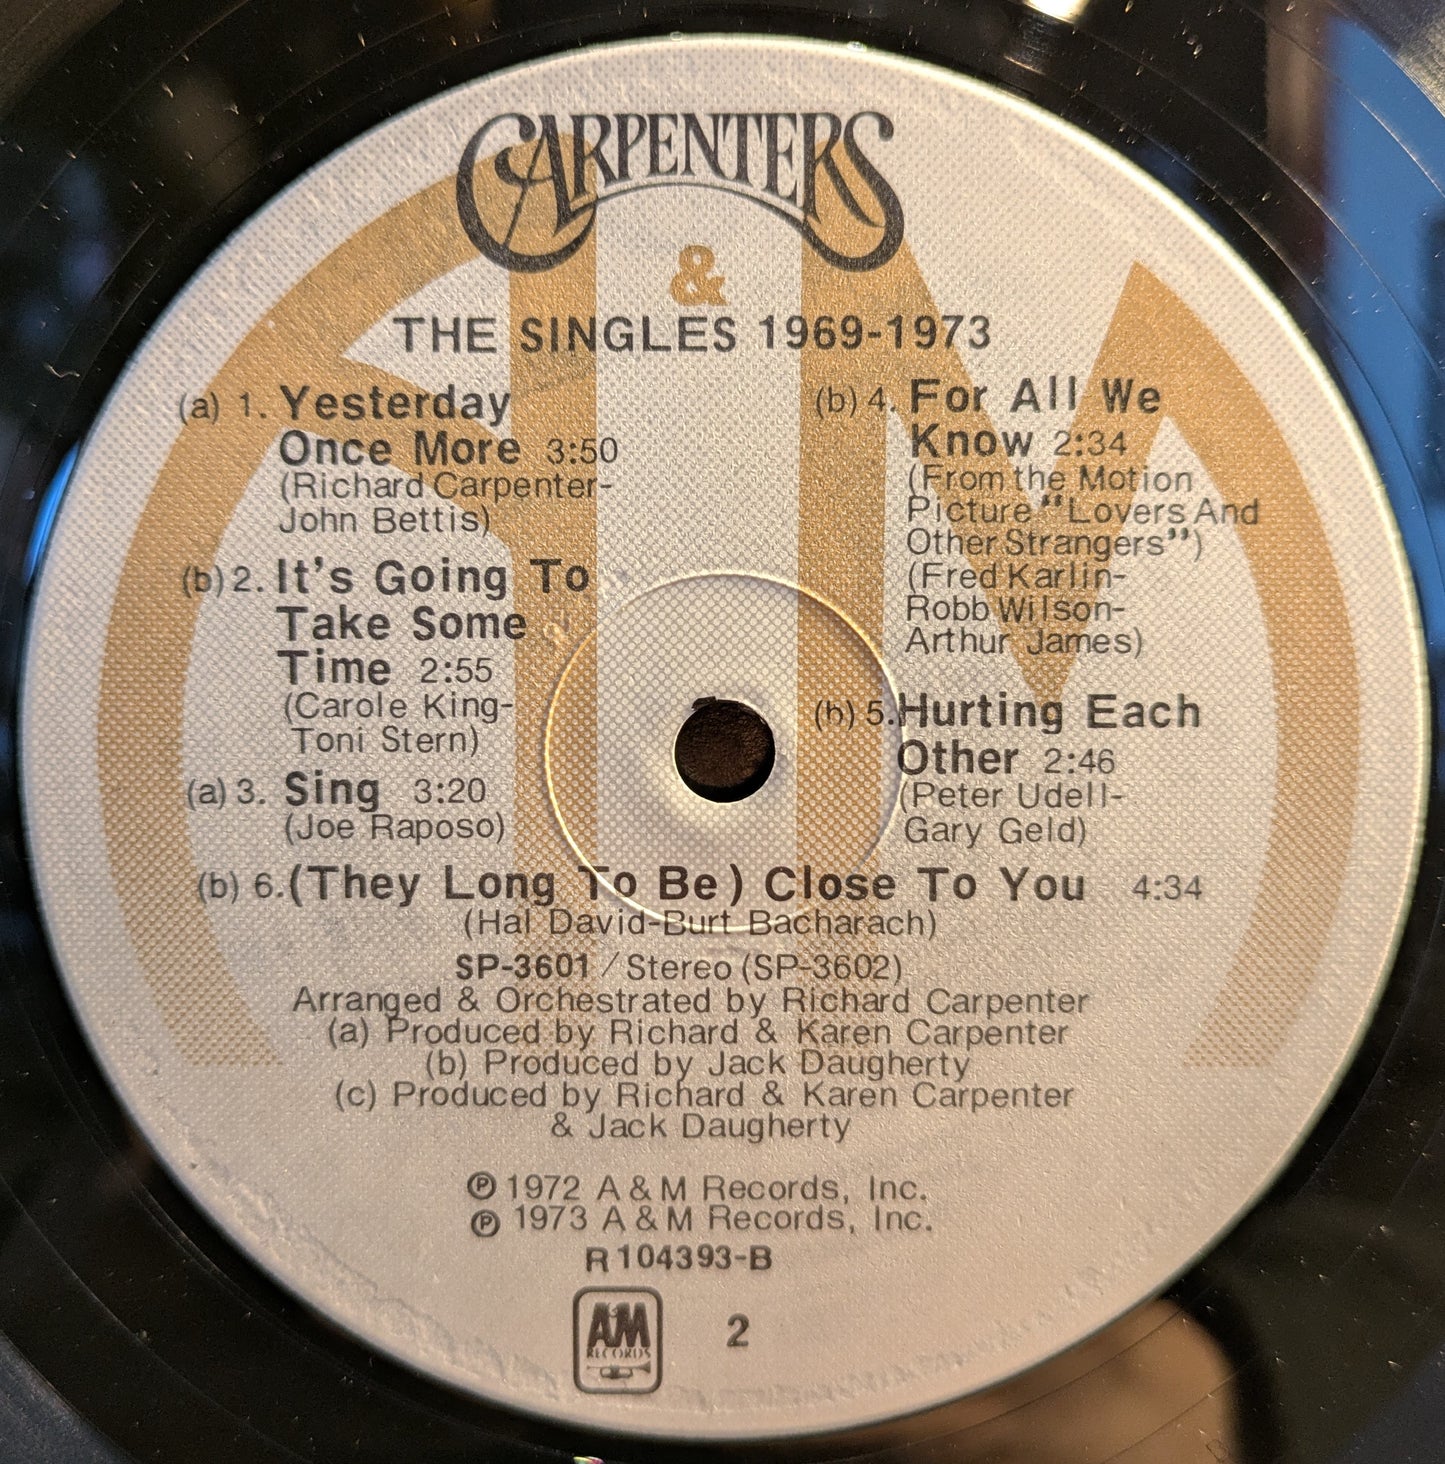 CARPENTERS
&
THE SINGLES 1969-1973
(a) 1. Yesterday
Once More 3:50
(Richard Carpenter-
John Bettis)
(b) 2. It's Going To
Take Some
Time 2:55
(Carole King-
Toni Stern)
(a) 3. Sing 3:20
(Joe Raposo)
(b) 4. For All We
Know 2:34
(From the Motion
Picture "Lovers And
Other Strangers")
(Fred Karlin-
Robb Wilson-
Arthur James)
(b) 5. Hurting Each
Other 2:46
(Peter Udell-
Gary Geld)
(b) 6. (They Long To Be) Close To You 4:34
(Hal David-Burt Bacharach)
SP-3601 / Stereo (SP-3602)
Arranged & Orchestrated by Richard Carpenter
(a) Produced by Richard & Karen Carpenter
(b) Produced by Jack Daugherty
(c) Produced by Richard & Karen Carpenter
& Jack Daugherty
℗ 1972 A & M Records, Inc.
℗ 1973 A & M Records, Inc.
R 104393-B
A&M
RECORDS
2